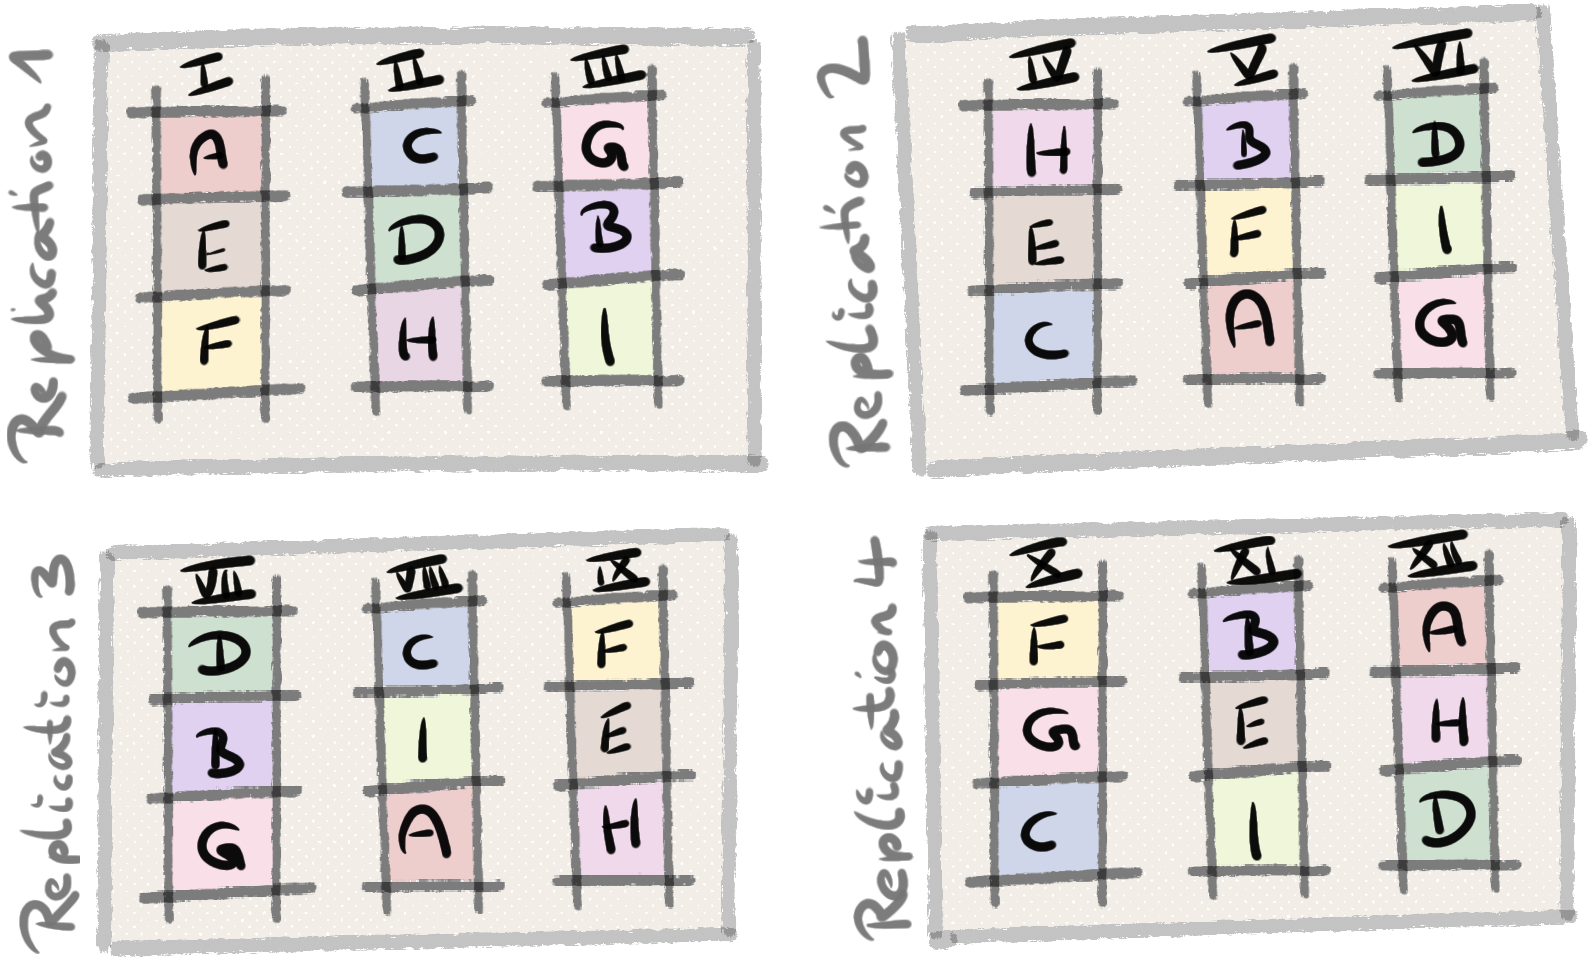 Replication 1
I II III
A C G
E D B
F H I
Replication 2
IV V VI
H B D
E F I
C A G
Replication 3
VII VIII IX
D C F
B I E
G A H
Replication 4
X XI XII
F B A
G E H
C I D